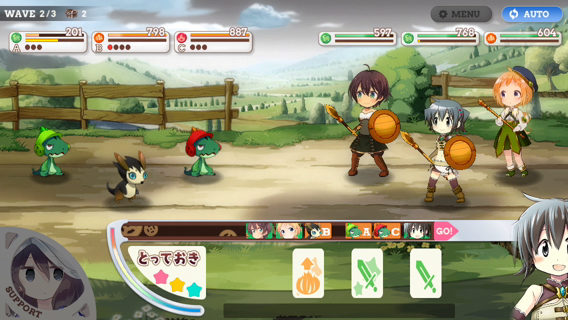 WAVE 2/3 2
MENU
AUTO
201
798
887
A
B
C
597
768
604
B
A
C
GO!
とっておき
SUPPORT